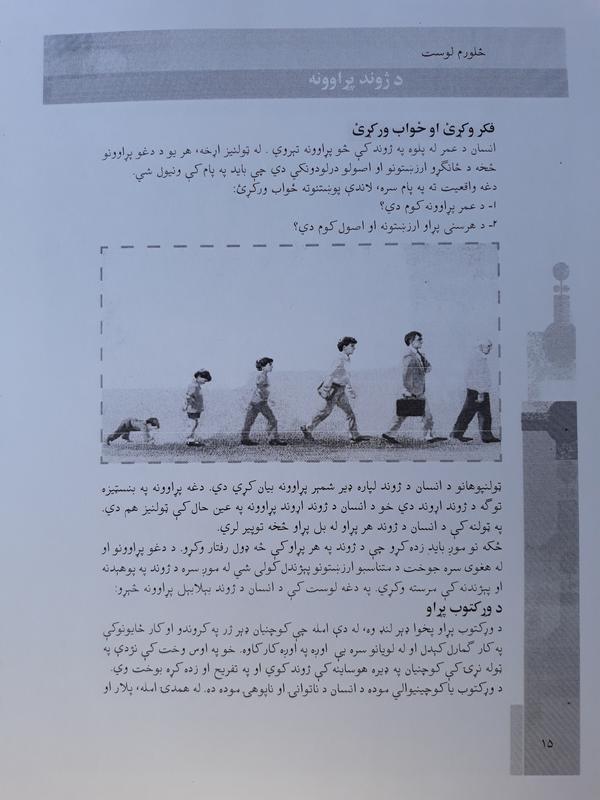 څلورم لوست
د ژوند پړاوونه
فکر وکړئ او ځواب ورکړئ
انسان د عمر له پلوه په ژوند کې څو پړاوونه تېروي . له ټولنیز اړخه، هر یو د دغو پړاوونو
څخه د ځانګړو ارزښتونو او اصولو درلودونکي دي چې باید په پام کې ونیول شي.
دغه واقعیت ته په پام سره، لاندې پوښتنوته ځواب ورکړئ:
۱- د عمر پړاوونه کوم دي؟
۲- د هرسنی پړاو ارزښتونه او اصول کوم دي؟
ټولنپوهانو د انسان د ژوند لپاره ډېر شمېر پړاوونه بیان کړي دي. دغه پړاوونه په بنسټیزه
توګه د ژوند اړوند دي خو د انسان د ژوند اړوند پړاوونه په عین حال کې ټولنیز هم دي.
په ټولنه کې د انسان د ژوند هر پړاو له بل پړاو څخه توپیر لري.
ځکه نو موږ باید زده کړو چې د ژوند په هر پړاو کې څه ډول رفتار وکړو. د دغو پړاوونو او
له هغوی سره جوخت د متناسبو ارزښتونو پېژندل کولی شي له موږ سره د ژوند په پوهېدنه
او پېژندنه کې مرسته وکړي. په دغه لوست کې د انسان د ژوند بېلابېل پړاوونه څېړو:
د وړکتوب پړاو
د وړکتوب پړاو پخوا ډېر لنډ وه، له دې امله چې کوچنیان ډېر ژر په کروندو او کار ځایونوکې
په کار ګمارل کېدل او له لویانو سره یې اوږه په اوږه کار کاوه. خو په اوس وخت کې نژدې په
ټوله نړۍ کې کوچنیان په ډیره هوساینه کې ژوند کوي او په تفریح او زده کړه بوخت وي.
د وړکتوب یا کوچینیوالي موده د انسان د ناتوانی او ناپوهی موده ده. له همدې امله، پلار او
۱۵